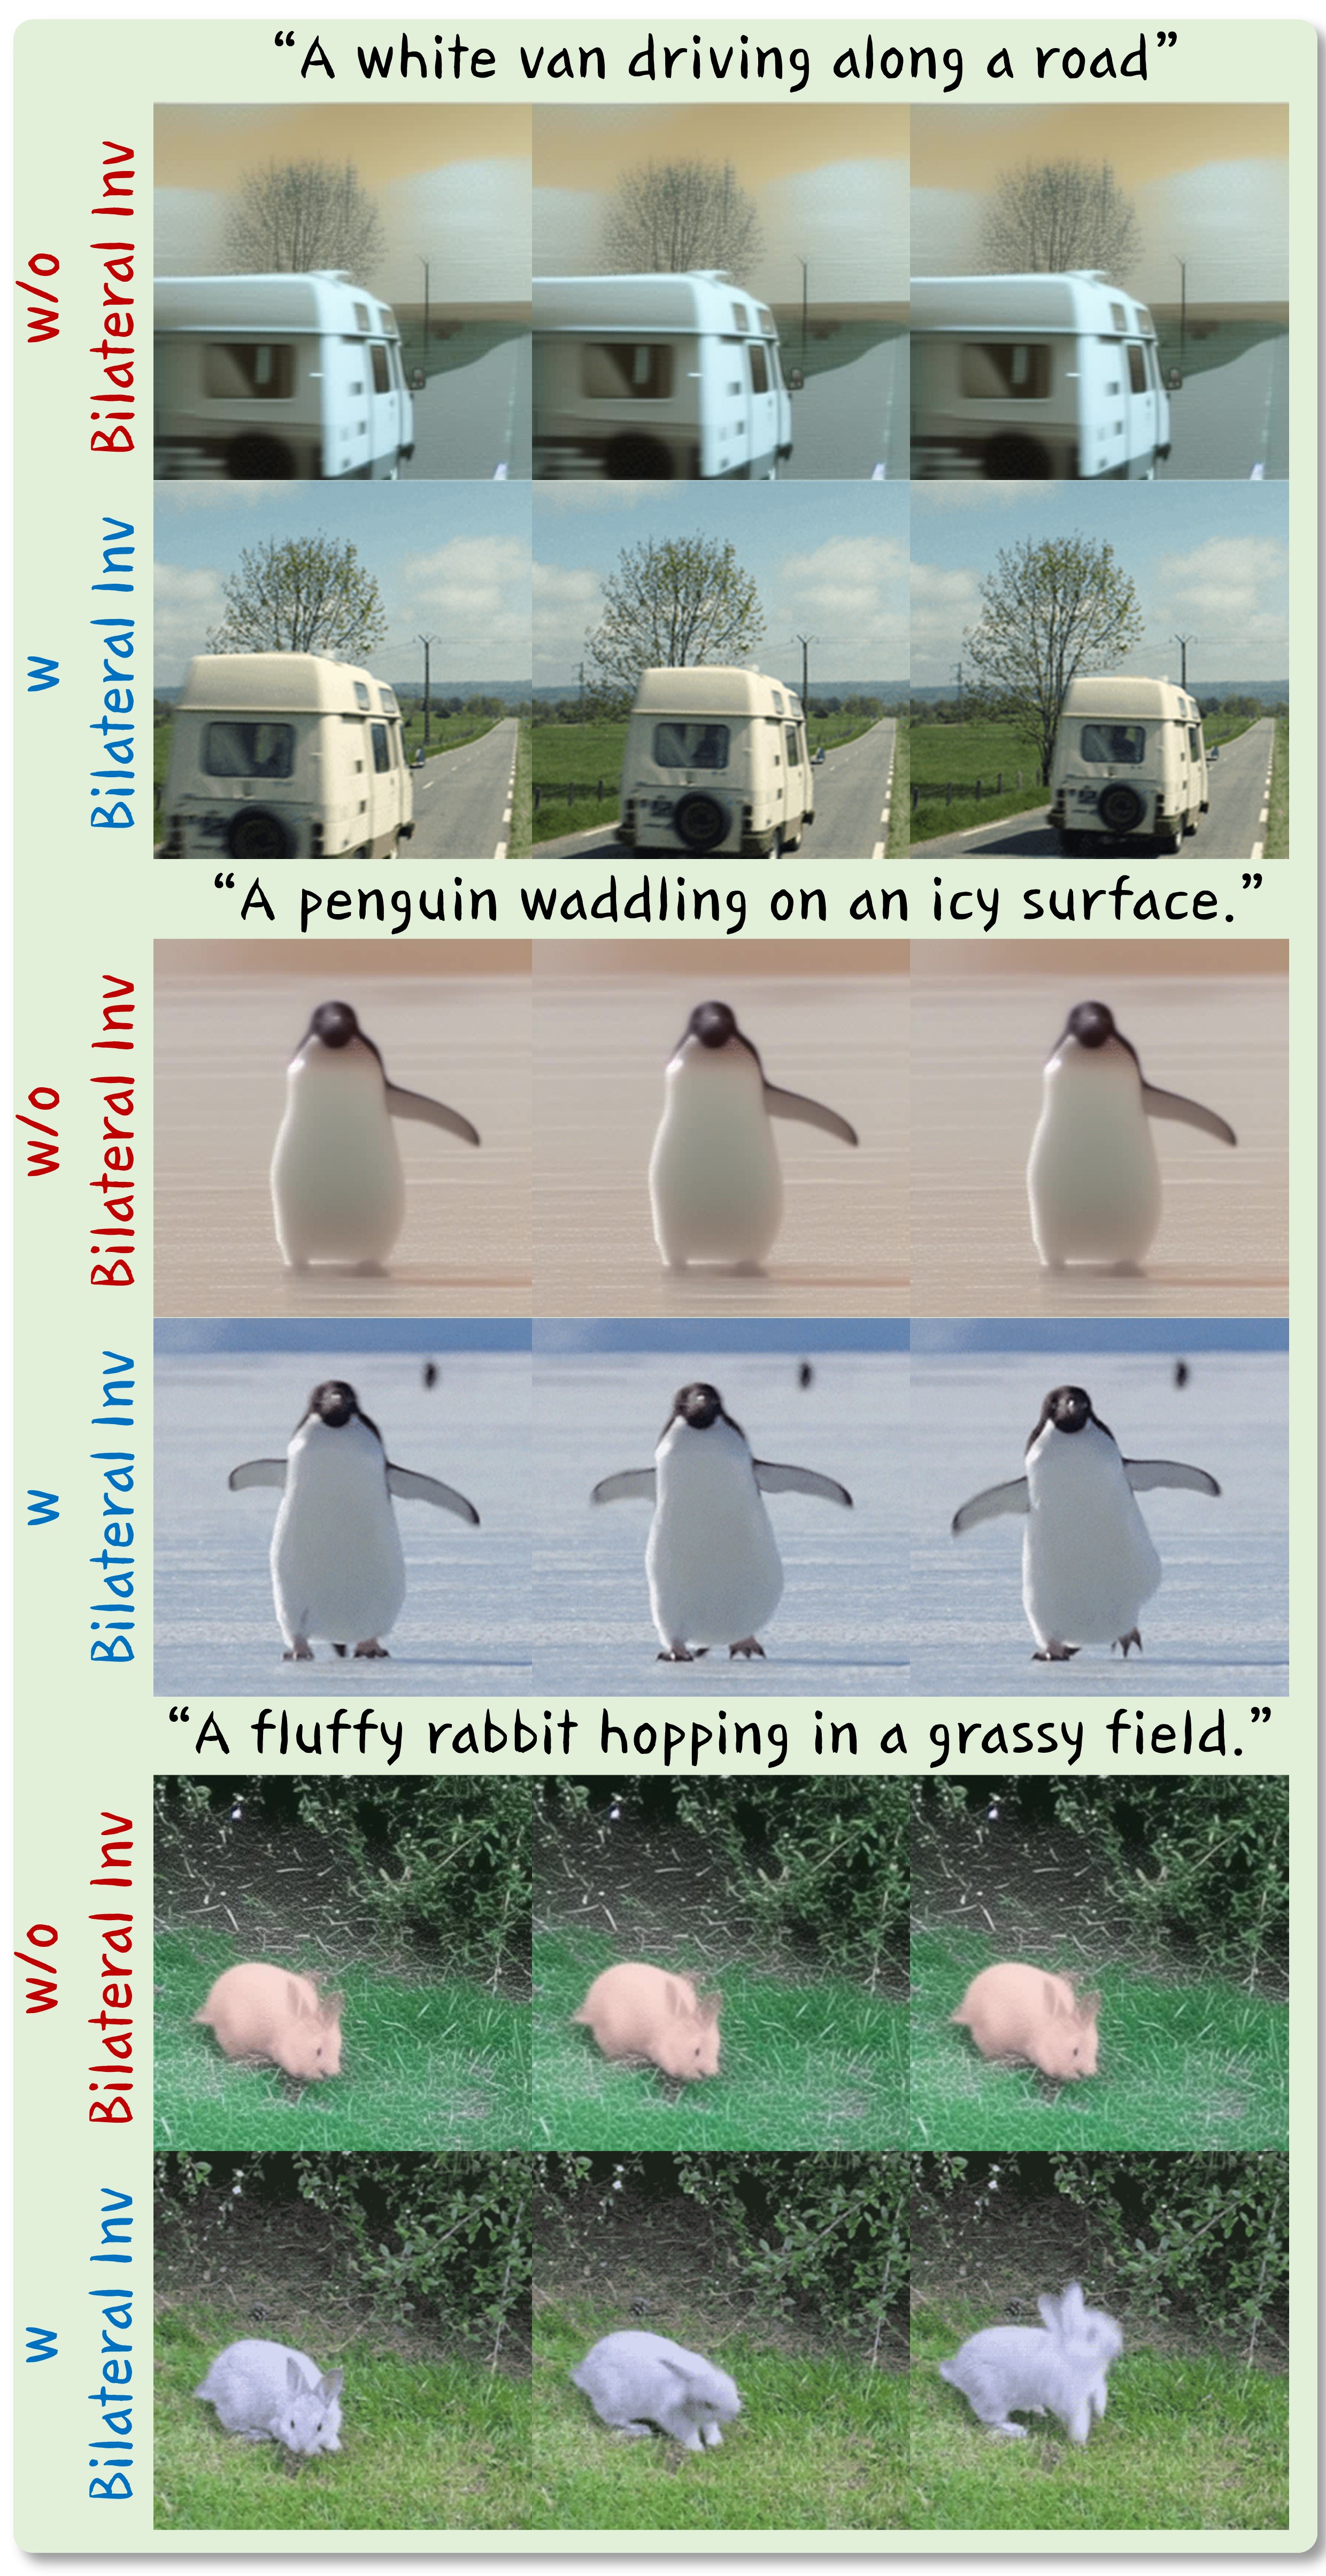 “A white van driving along a road”
w/o
Bilateral Inv
w
Bilateral Inv
“A penguin waddling on an icy surface.”
w/o
Bilateral Inv
w
Bilateral Inv
“A fluffy rabbit hopping in a grassy field.”
w/o
Bilateral Inv
w
Bilateral Inv